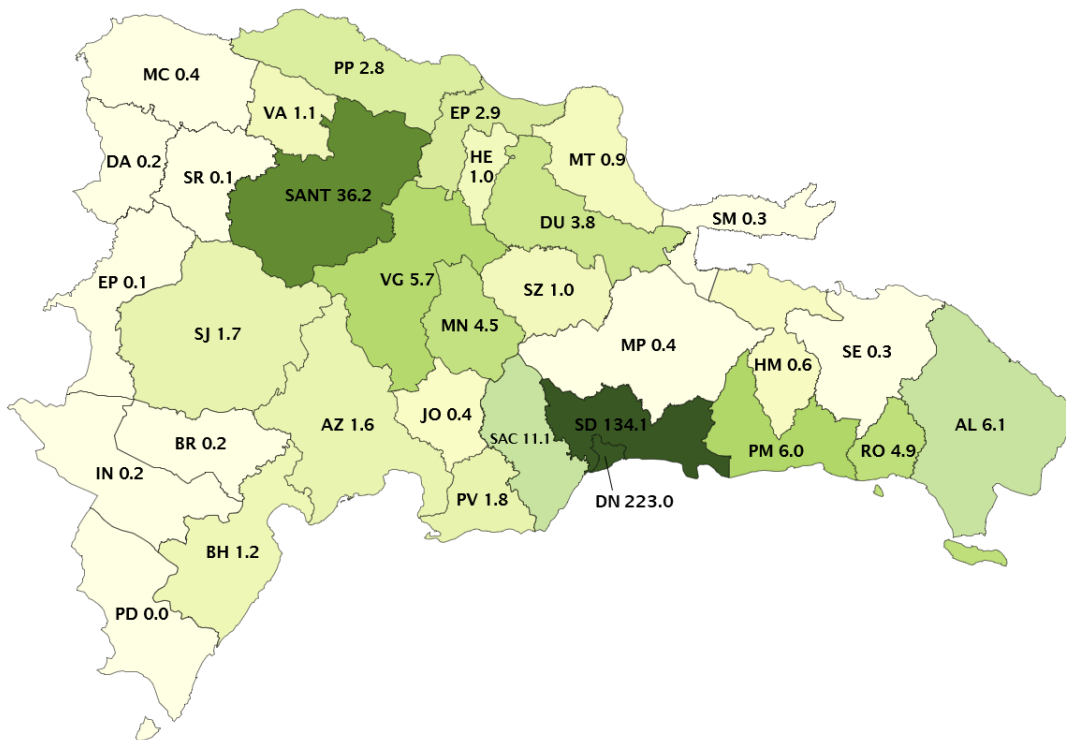 PP 2.8
MC 0.4
VA 1.1
EP 2.9
HE
1.0
MT 0.9
DA 0.2
SR 0.1
SANT 36.2
SM 0.3
DU 3.8
EP 0.1
VG 5.7
SZ 1.0
SJ 1.7
MN 4.5
MP 0.4
SE 0.3
HM 0.6
JO 0.4
AZ 1.6
SD 134.1
AL 6.1
BR 0.2
SAC 11.1
PM 6.0
RO 4.9
IN 0.2
PV 1.8
DN 223.0
BH 1.2
PD 0.0